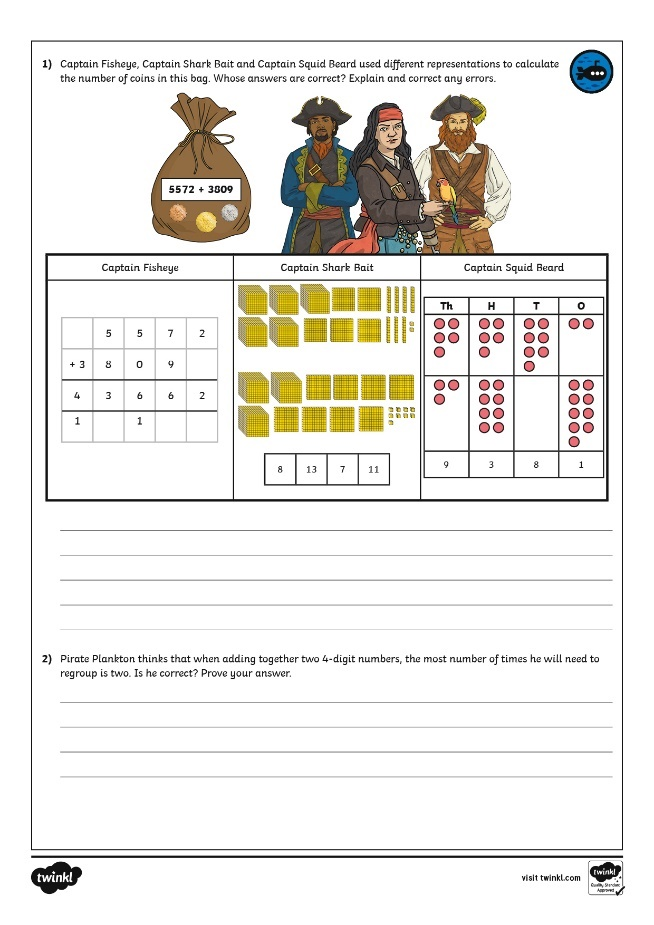 1) Captain Fisheye, Captain Shark Bait and Captain Squid Beard used different representations to calculate
the number of coins in this bag. Whose answers are correct? Explain and correct any errors.
5572 + 3809
Captain Fisheye Captain Shark Bait Captain Squid Beard
5 5 7 2
+ 3 8 0 9
4 3 6 6 2
1 1
8 13 7 11
Th H T O
9 3 8 1
2) Pirate Plankton thinks that when adding together two 4-digit numbers, the most number of times he will need to
regroup is two. Is he correct? Prove your answer.
twinkl
visit twinkl.com
twinkl
Quality Standard
Approved